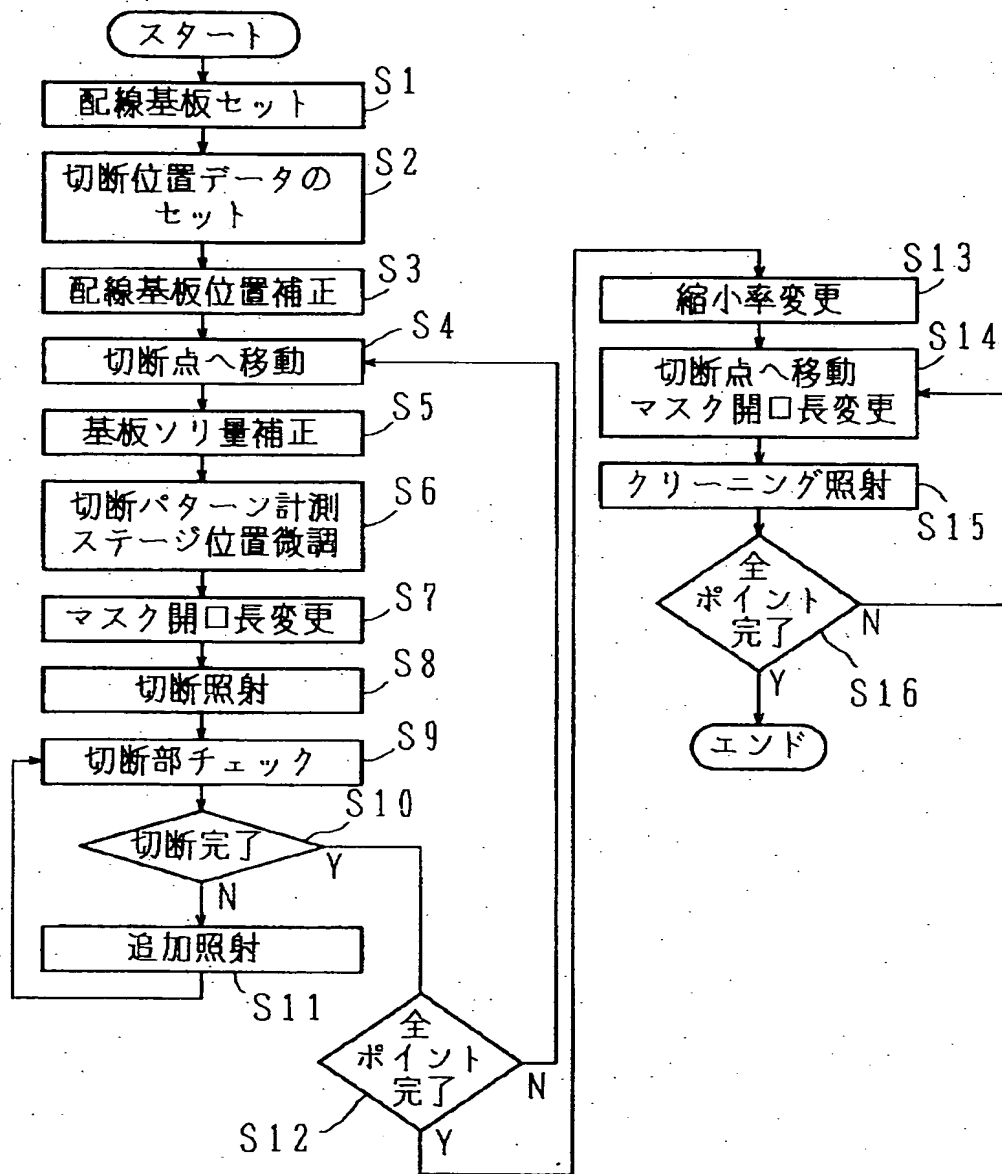 スタート
S1
配線基板セット
S2
切断位置データの
セット
S3
配線基板位置補正
S4
切断点へ移動
S5
基板ソリ量補正
S6
切断パターン計測
ステージ位置微調
S7
マスク開口長変更
S8
切断照射
S9
切断部チェック
S10
切断完了
Y
N
追加照射
S11
全
ポイント
完了
N
S12
Y
S13
縮小率変更
S14
切断点へ移動
マスク開口長変更
クリーニング照射
S15
全
ポイント
完了
N
Y
S16
エンド